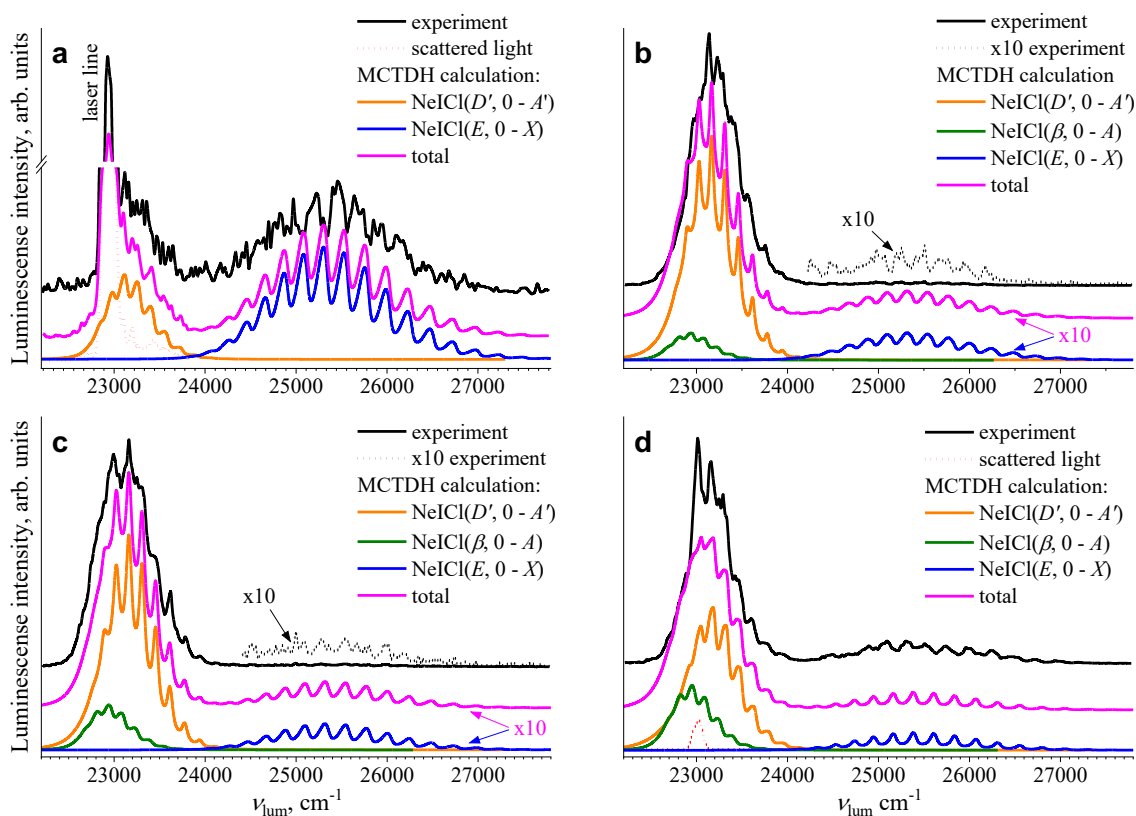 a
laser line
experiment
scattered light
MCTDH calculation:
NeICl(D′, 0 - A')
NeICl(E, 0 - X)
total
Luminescense intensity, arb. units
23000 24000 25000 26000 27000
b
experiment
x10 experiment
MCTDH calculation
NeICl(D′, 0 - A′)
NeICl(β, 0 - A)
NeICl(E, 0 - X)
total
x10
x10
23000 24000 25000 26000 27000
c
experiment
x10 experiment
MCTDH calculation:
NeICl(D′, 0 - A′)
NeICl(β, 0 - A)
NeICl(E, 0 - X)
total
x10
x10
Luminescense intensity, arb. units
23000 24000 25000 26000 27000
νlum, cm-1
d
experiment
scattered light
MCTDH calculation:
NeICl(D′, 0 - A′)
NeICl(β, 0 - A)
NeICl(E, 0 - X)
total
23000 24000 25000 26000 27000
νlum cm-1